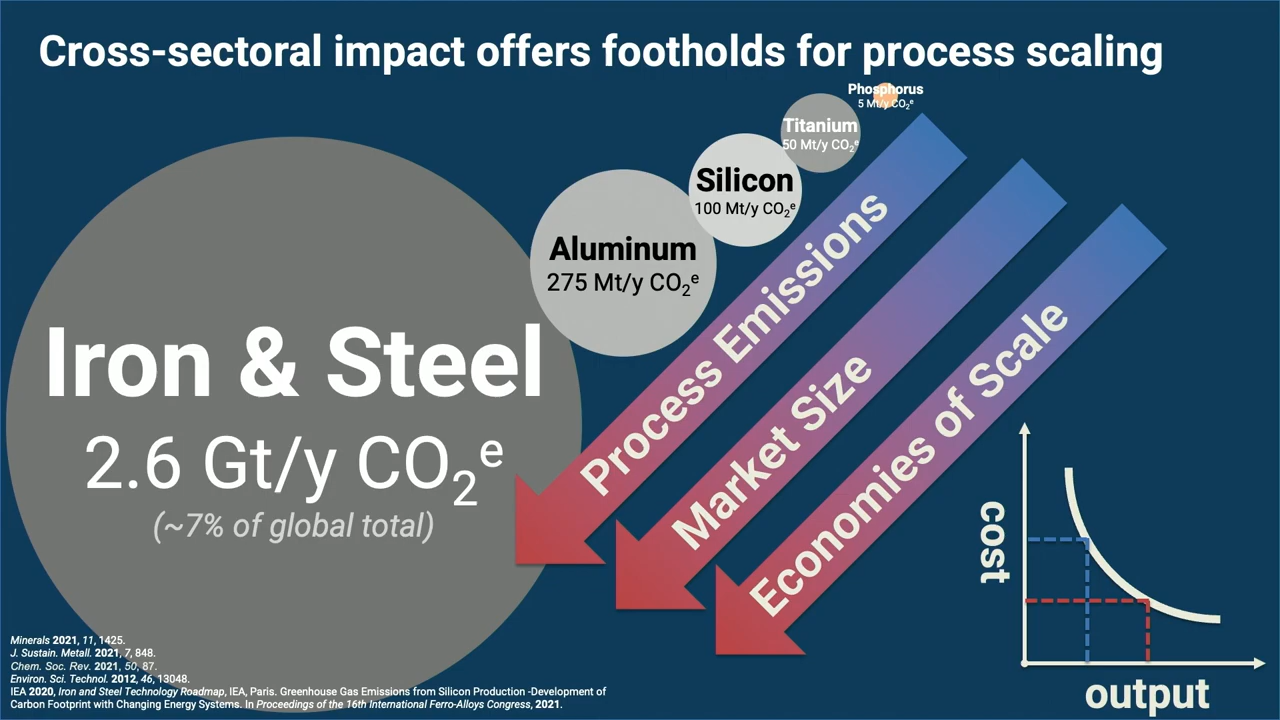 Cross-sectoral impact offers footholds for process scaling
Phosphorus
5 Mt/y CO₂ᵉ
Titanium
50 Mt/y CO₂ᵉ
Silicon
100 Mt/y CO₂ᵉ
Aluminum
275 Mt/y CO₂ᵉ
Iron & Steel
2.6 Gt/y CO₂ᵉ
(~7% of global total)
Process Emissions
Market Size
Economies of Scale
cost
output
Minerals 2021, 11, 1425.
J. Sustain. Metall. 2021, 7, 848.
Chem. Soc. Rev. 2021, 50, 87.
Environ. Sci. Technol. 2012, 46, 13048.
IEA 2020, Iron and Steel Technology Roadmap, IEA, Paris. Greenhouse Gas Emissions from Silicon Production -Development of
Carbon Footprint with Changing Energy Systems. In Proceedings of the 16th International Ferro-Alloys Congress, 2021.